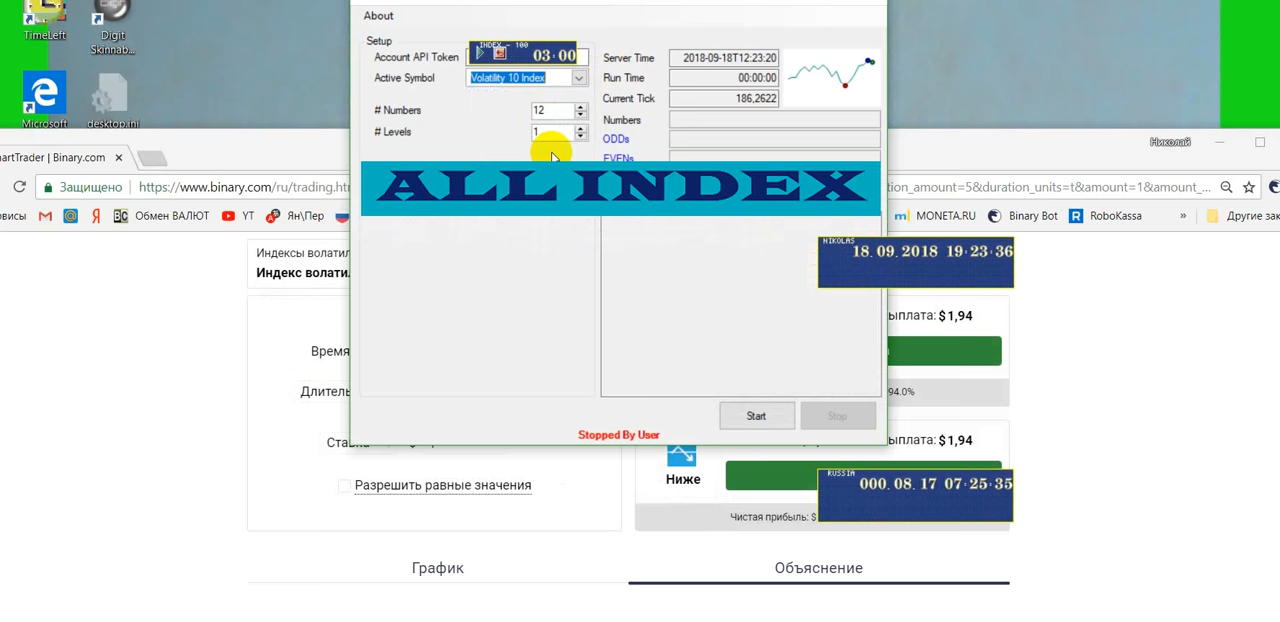 TimeLeft
Digit
Skinnab...
Microsoft
desktop.ini
About
Setup
Account API Token
INDEX - 100
03:00
Active Symbol
Volatility 10 Index
# Numbers
12
# Levels
1
Server Time
2018-09-18T12:23:20
Run Time
00:00:00
Current Tick
186,2622
Numbers
ODDs
EVENs
ALL INDEX
Start
Stop
Stopped By User
Николай
artTrader | Binary.com
Защищено
https://www.binary.com/ru/trading.ht
ion_amount=5&duration_units=t&amount=1&amount_...
рвисы
Обмен ВАЛЮТ
YT
Ян\Пер
MONETA.RU
Binary Bot
RoboKassa
»
Другие зак
NIKOLAS
18.09.2018 19:23:36
Индексы волатил
Индекс волати
Время
Длитель
Ставк
Разрешить равные значения
ыплата: $ 1,94
94.0%
ыплата: $ 1,94
Ниже
RUSSIA
000.08.17 07:25:35
Чистая прибыль: $
График
Объяснение